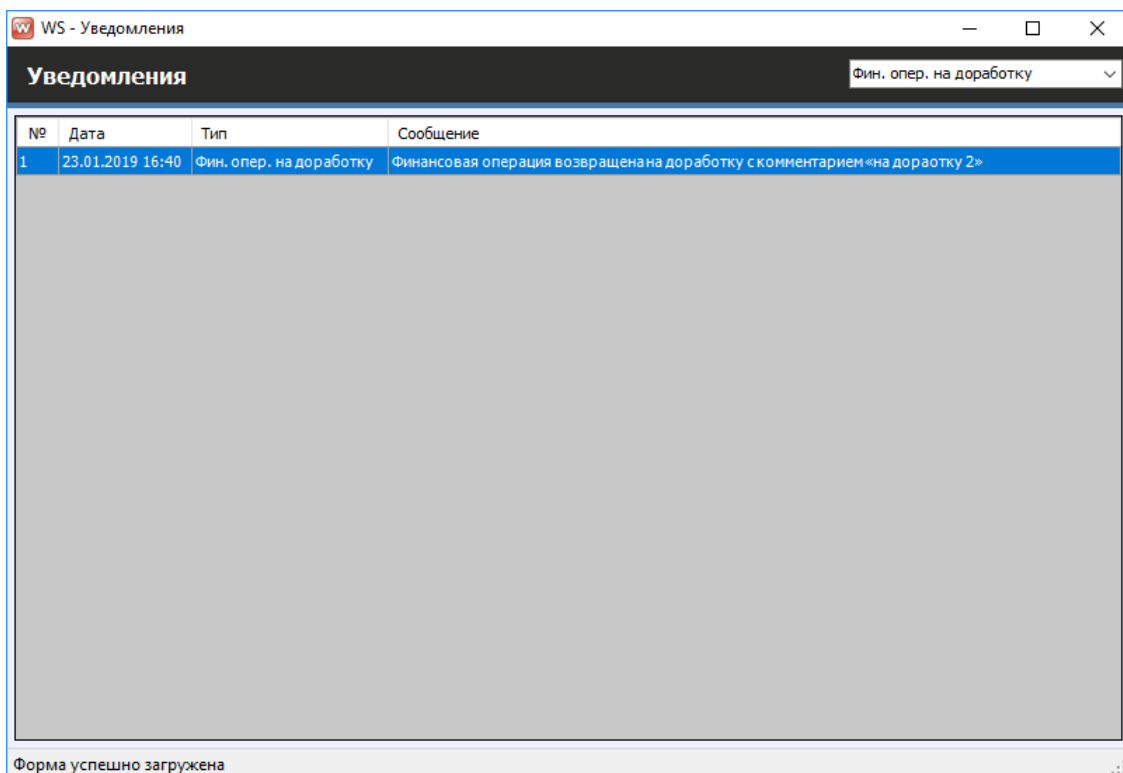 WS - Уведомления
Уведомления
Фин. опер. на доработку
№ Дата Тип Сообщение
1 23.01.2019 16:40 Фин. опер. на доработку Финансовая операция возвращена на доработку с комментарием «на дораотку 2»
Форма успешно загружена